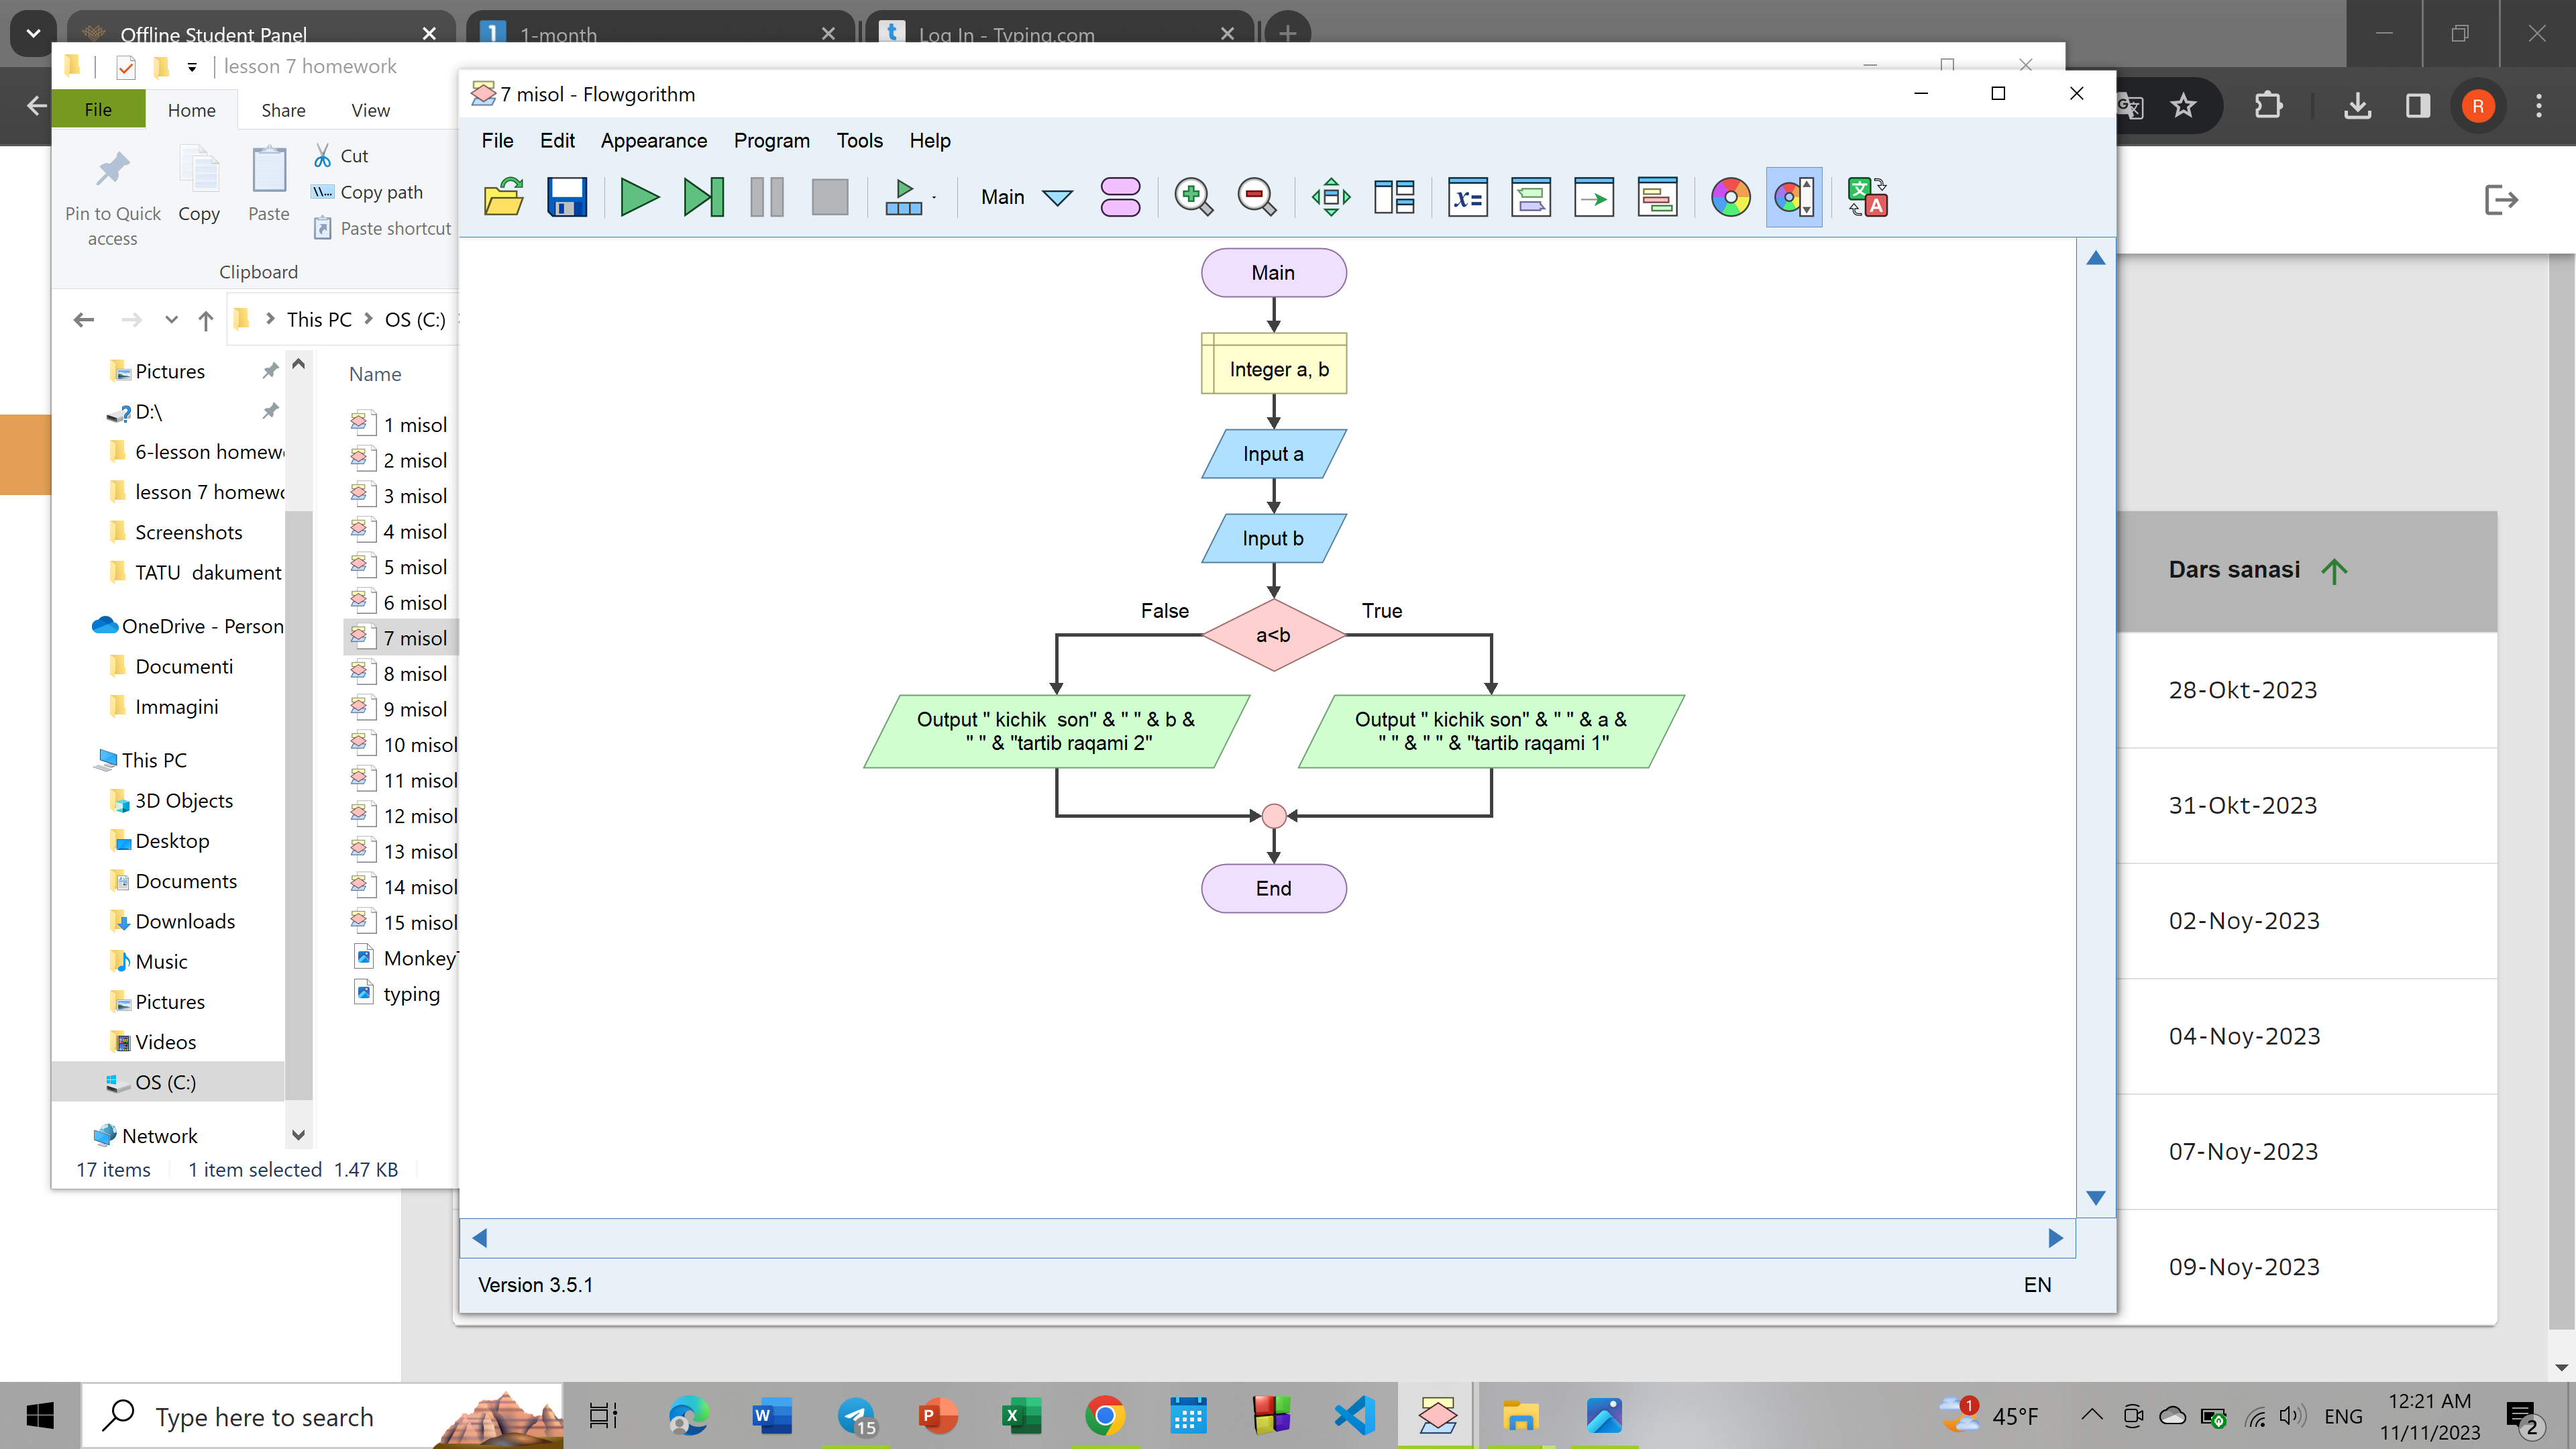 Offline Student Panel
1-month
Log In - Typing.com
lesson 7 homework
File
Home
Share
View
Pin to Quick access
Copy
Paste
Cut
Copy path
Paste shortcut
Clipboard
This PC
OS (C:)
Pictures
D:\
6-lesson homew
lesson 7 homew
Screenshots
TATU dakument
OneDrive - Person
Documenti
Immagini
This PC
3D Objects
Desktop
Documents
Downloads
Music
Pictures
Videos
OS (C:)
Network
Name
1 misol
2 misol
3 misol
4 misol
5 misol
6 misol
7 misol
8 misol
9 misol
10 misol
11 misol
12 misol
13 misol
14 misol
15 misol
Monkey
typing
17 items
1 item selected 1.47 KB
7 misol - Flowgorithm
File Edit Appearance Program Tools Help
Main
Main
Integer a, b
Input a
Input b
False
True
a<b
Output " kichik  son" & " " & b &
" " & "tartib raqami 2"
Output " kichik son" & " " & a &
" " & " " & "tartib raqami 1"
End
Version 3.5.1
EN
R
Dars sanasi
28-Okt-2023
31-Okt-2023
02-Noy-2023
04-Noy-2023
07-Noy-2023
09-Noy-2023
Type here to search
15
1
45°F
ENG
12:21 AM
11/11/2023
2